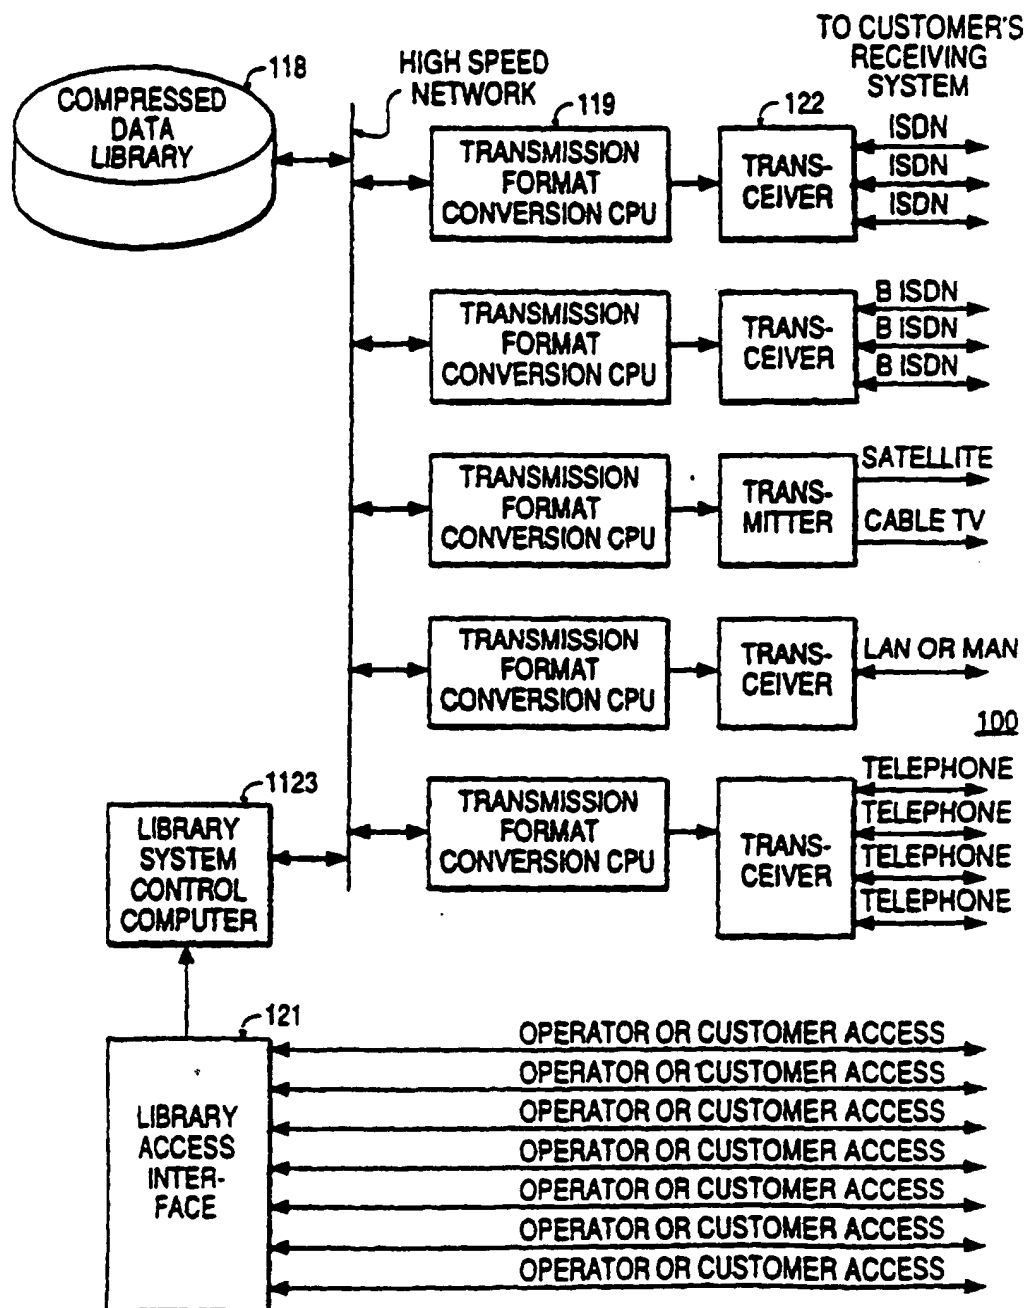 TO CUSTOMER'S
RECEIVING
SYSTEM
118
COMPRESSED
DATA
LIBRARY
HIGH SPEED
NETWORK
119
TRANSMISSION
FORMAT
CONVERSION CPU
122
TRANS-
CEIVER
ISDN
ISDN
ISDN
TRANSMISSION
FORMAT
CONVERSION CPU
TRANS-
CEIVER
B ISDN
B ISDN
B ISDN
TRANSMISSION
FORMAT
CONVERSION CPU
TRANS-
MITTER
SATELLITE
CABLE TV
TRANSMISSION
FORMAT
CONVERSION CPU
TRANS-
CEIVER
LAN OR MAN
100
1123
LIBRARY
SYSTEM
CONTROL
COMPUTER
TRANSMISSION
FORMAT
CONVERSION CPU
TRANS-
CEIVER
TELEPHONE
TELEPHONE
TELEPHONE
TELEPHONE
121
LIBRARY
ACCESS
INTER-
FACE
OPERATOR OR CUSTOMER ACCESS
OPERATOR OR CUSTOMER ACCESS
OPERATOR OR CUSTOMER ACCESS
OPERATOR OR CUSTOMER ACCESS
OPERATOR OR CUSTOMER ACCESS
OPERATOR OR CUSTOMER ACCESS
OPERATOR OR CUSTOMER ACCESS